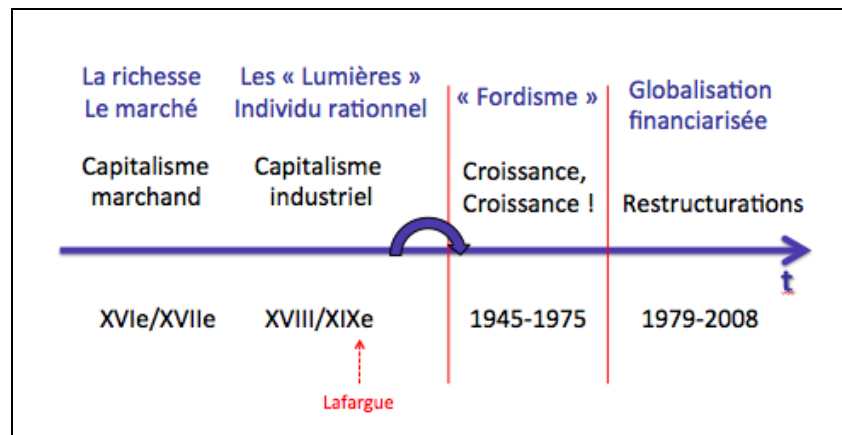 La richesse
Le marché
Les « Lumières »
Individu rationnel
« Fordisme »
Globalisation
financiarisée
Capitalisme
marchand
Capitalisme
industriel
Croissance,
Croissance !
Restructurations
t
XVIe/XVIIe
XVIII/XIXe
1945-1975
1979-2008
Lafargue